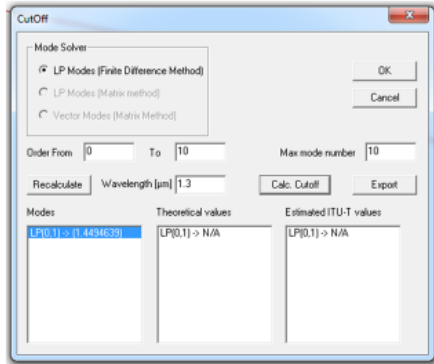 CutOff
Mode Solver
LP Modes (Finite Difference Method)
LP Modes (Matrix method)
Vector Modes (Matrix Method)
OK
Cancel
Order From 0 To 10 Max mode number 10
Recalculate Wavelength [µm] 1.3 Calc. Cutoff Export
Modes Theoretical values Estimated ITU-T values
LP(0,1) -> (1.4494639) LP(0,1) -> N/A LP(0,1) -> N/A